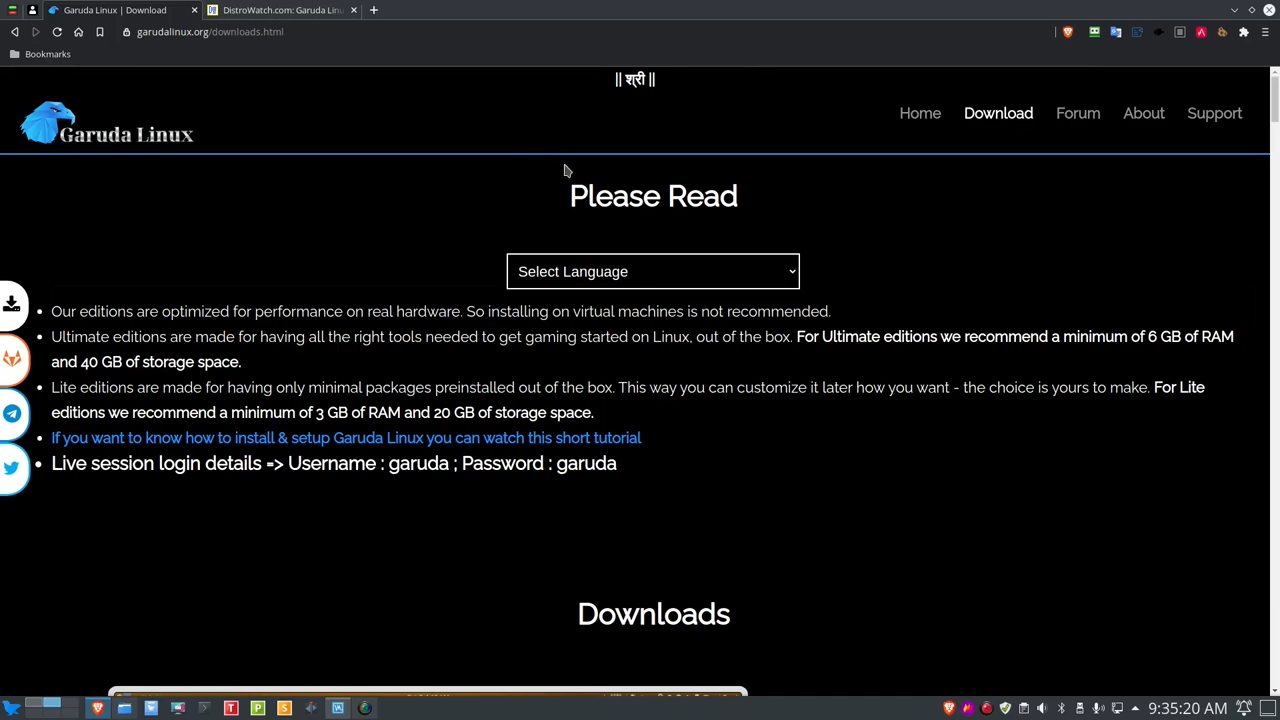 Garuda Linux | Download
DistroWatch.com: Garuda Linu
garudalinux.org/downloads.html
Bookmarks
|| श्री ||
Garuda Linux
Home Download Forum About Support
Please Read
Select Language
Our editions are optimized for performance on real hardware. So installing on virtual machines is not recommended.
Ultimate editions are made for having all the right tools needed to get gaming started on Linux, out of the box. For Ultimate editions we recommend a minimum of 6 GB of RAM
and 40 GB of storage space.
Lite editions are made for having only minimal packages preinstalled out of the box. This way you can customize it later how you want - the choice is yours to make. For Lite
editions we recommend a minimum of 3 GB of RAM and 20 GB of storage space.
If you want to know how to install & setup Garuda Linux you can watch this short tutorial
Live session login details => Username : garuda ; Password : garuda
Downloads
9:35:20 AM